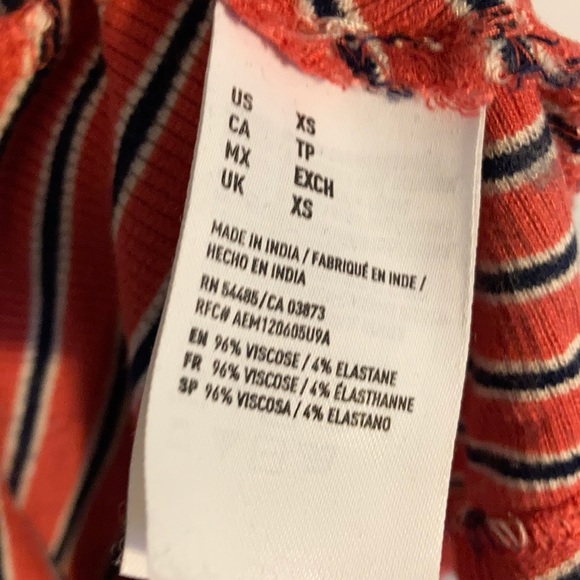 US XS
CA TP
MX EXCH
UK XS
MADE IN INDIA / FABRIQUÉ EN INDE /
HECHO EN INDIA
RN 54485/CA 03873
RFC# AEM120605U9A
EN 96% VISCOSE / 4% ELASTANE
FR 96% VISCOSE / 4% ÉLASTHANNE
SP 96% VISCOSA / 4% ELASTANO